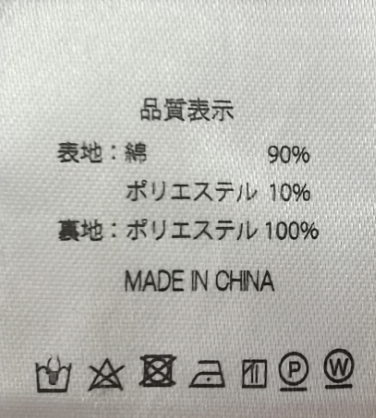 品質表示
表地：綿 90%
ポリエステル 10%
裏地：ポリエステル 100%
MADE IN CHINA
P W